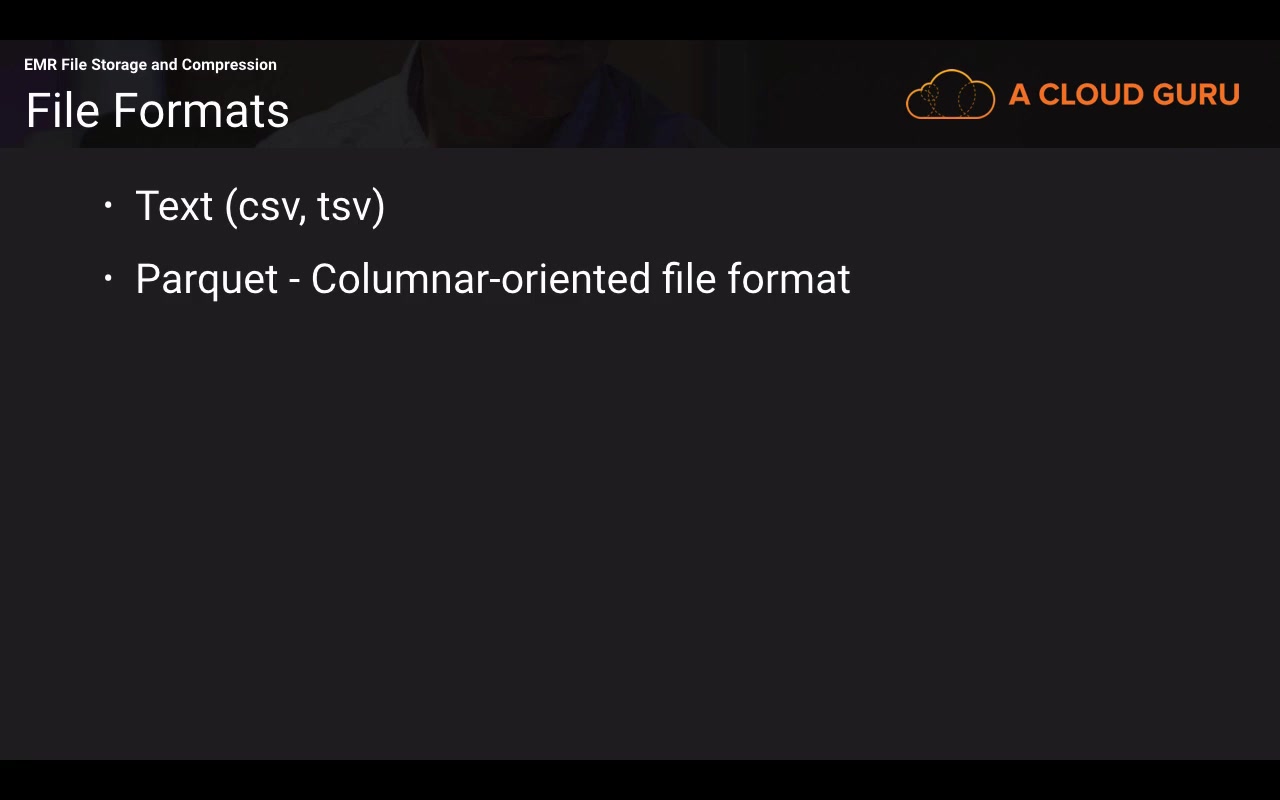 EMR File Storage and Compression
File Formats
A CLOUD GURU
• Text (csv, tsv)
• Parquet - Columnar-oriented file format